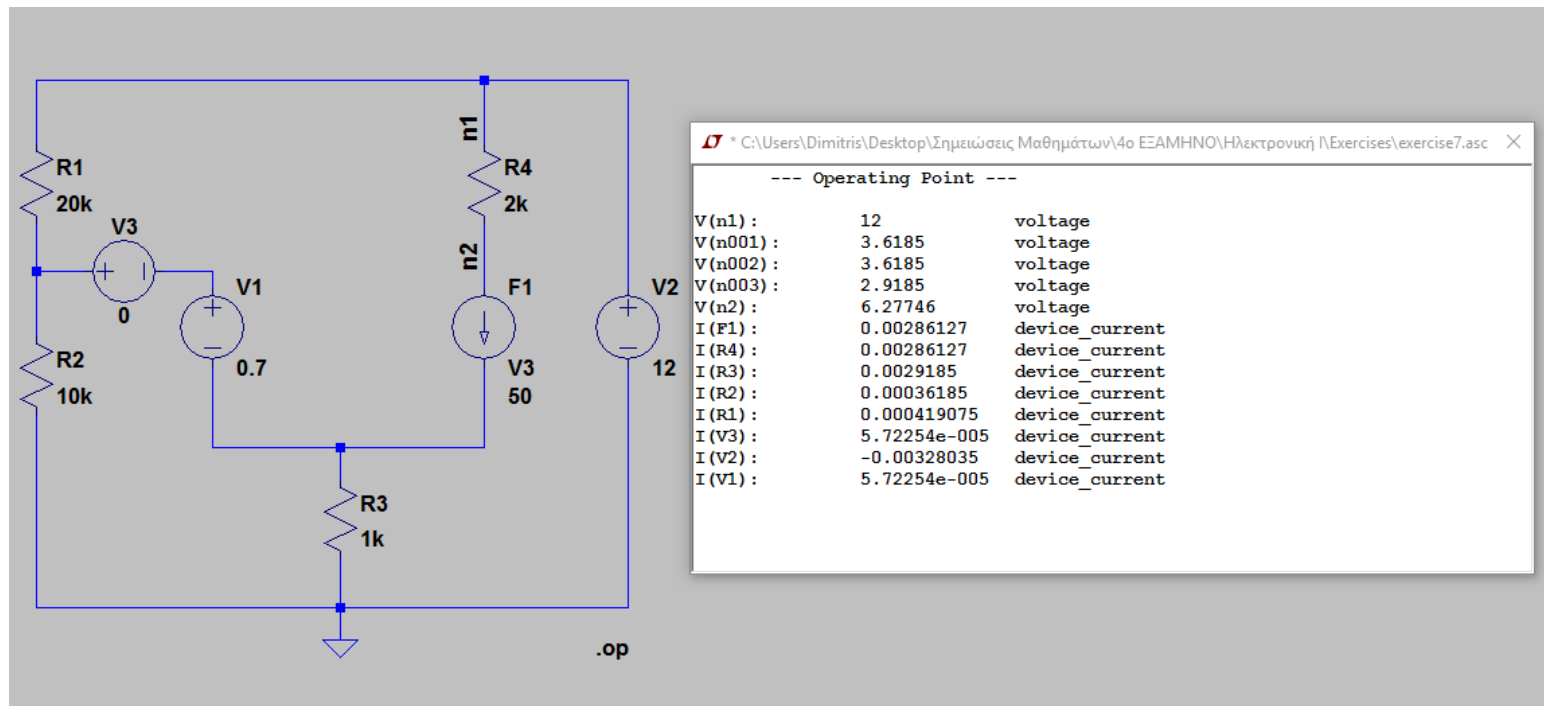 n1
R1
20k
R4
2k
V3
0
n2
V1
0.7
F1
V3
50
V2
12
R2
10k
R3
1k
.op
* C:\Users\Dimitris\Desktop\Σημειώσεις Μαθημάτων\4ο ΕΞΑΜΗΝΟ\Ηλεκτρονική Ι\Exercises\exercise7.asc
--- Operating Point ---
V(n1): 12 voltage
V(n001): 3.6185 voltage
V(n002): 3.6185 voltage
V(n003): 2.9185 voltage
V(n2): 6.27746 voltage
I(F1): 0.00286127 device_current
I(R4): 0.00286127 device_current
I(R3): 0.0029185 device_current
I(R2): 0.00036185 device_current
I(R1): 0.000419075 device_current
I(V3): 5.72254e-005 device_current
I(V2): -0.00328035 device_current
I(V1): 5.72254e-005 device_current